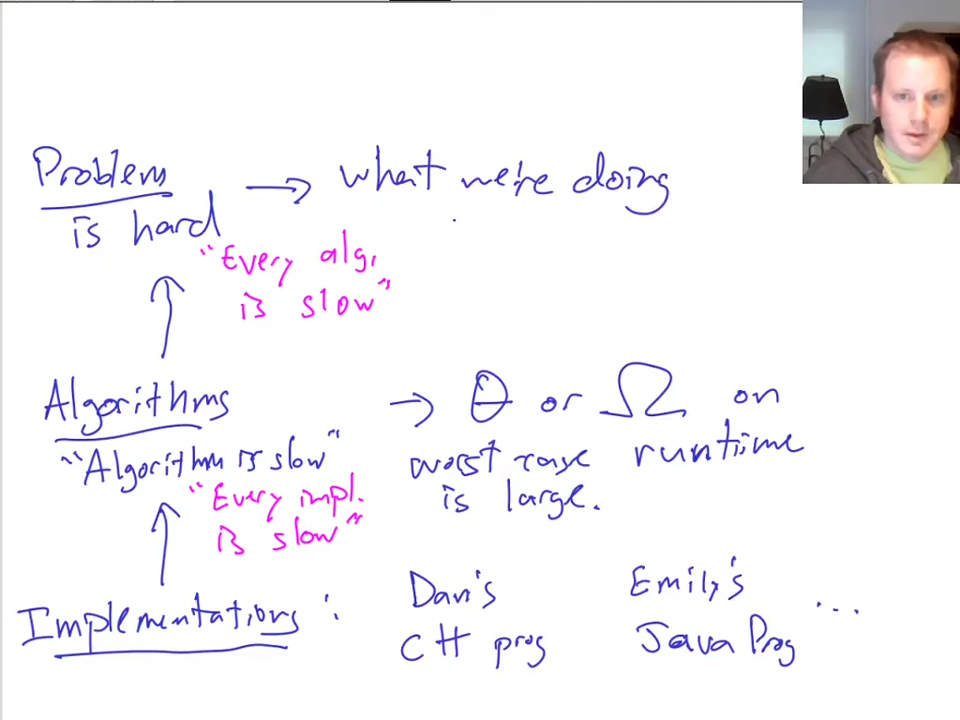 Problem → what we're doing
is hard
"Every alg.
is slow"
Algorithms → Θ or Ω on
"Algorithm is slow" worst case runtime
is large.
"Every impl.
is slow"
Implementations: Dan's Emily's ...
C++ prog Java Prog